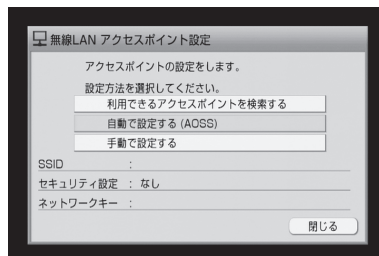 無線LAN アクセスポイント設定
アクセスポイントの設定をします。
設定方法を選択してください。
利用できるアクセスポイントを検索する
自動で設定する (AOSS)
手動で設定する
SSID :
セキュリティ設定 : なし
ネットワークキー :
閉じる